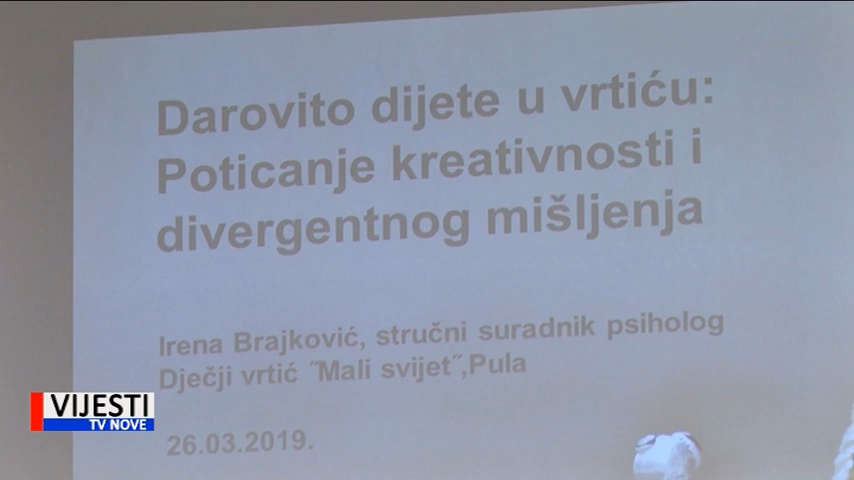 Darovito dijete u vrtiću:
Poticanje kreativnosti i
divergentnog mišljenja
Irena Brajković, stručni suradnik psiholog
Dječji vrtić ˝Mali svijet˝,Pula
26.03.2019.
VIJESTI
TV NOVE